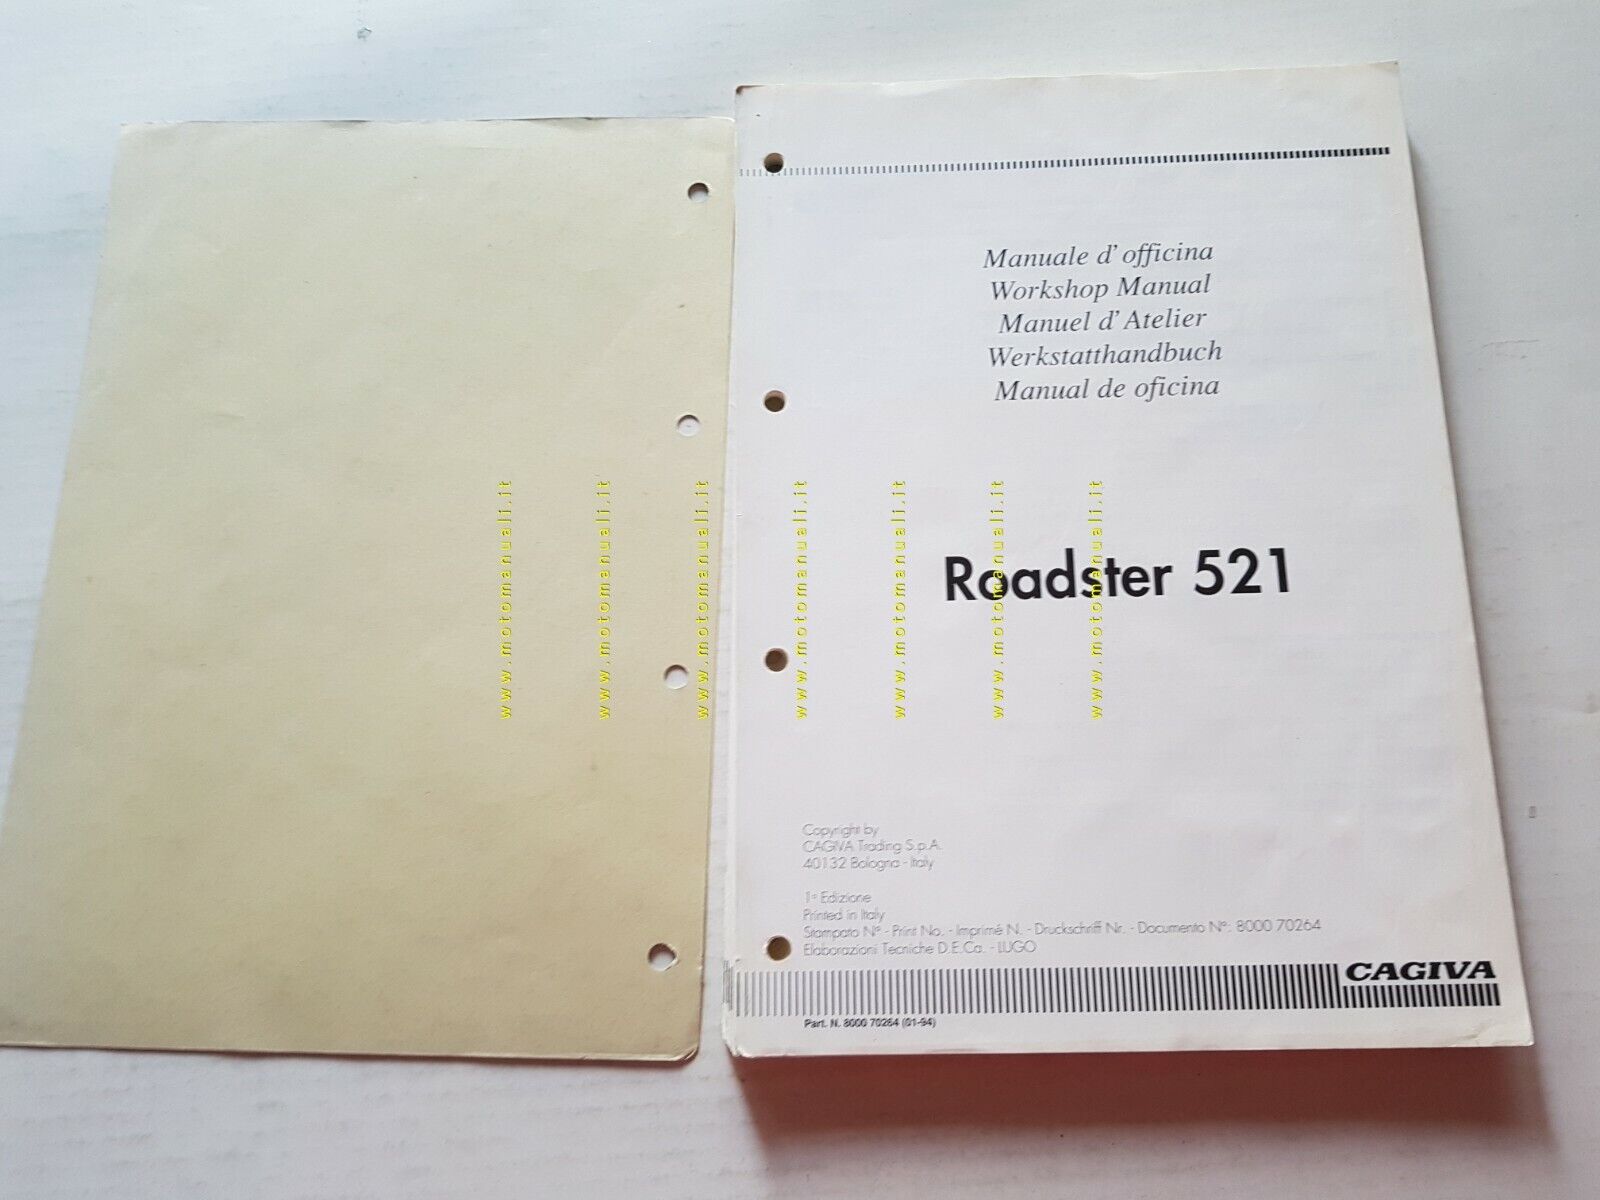 Manuale d'officina
Workshop Manual
Manuel d'Atelier
Werkstatthandbuch
Manual de oficina
Roadster 521
Copyright by
CAGIVA Trading S.p.A.
40132 Bologna - Italy
1ª Edizione
Printed in Italy
Stampato N° - Print No. - Imprimé N. - Druckschrift Nr. - Documento N°: 8000 70264
Elaborazioni Tecniche D.E.Ca. - LUGO
CAGIVA
Part. N. 8000 70264 (01-94)
www.motomanuali.it
www.motomanuali.it
www.motomanuali.it
www.motomanuali.it
www.motomanuali.it
www.motomanuali.it
www.motomanuali.it